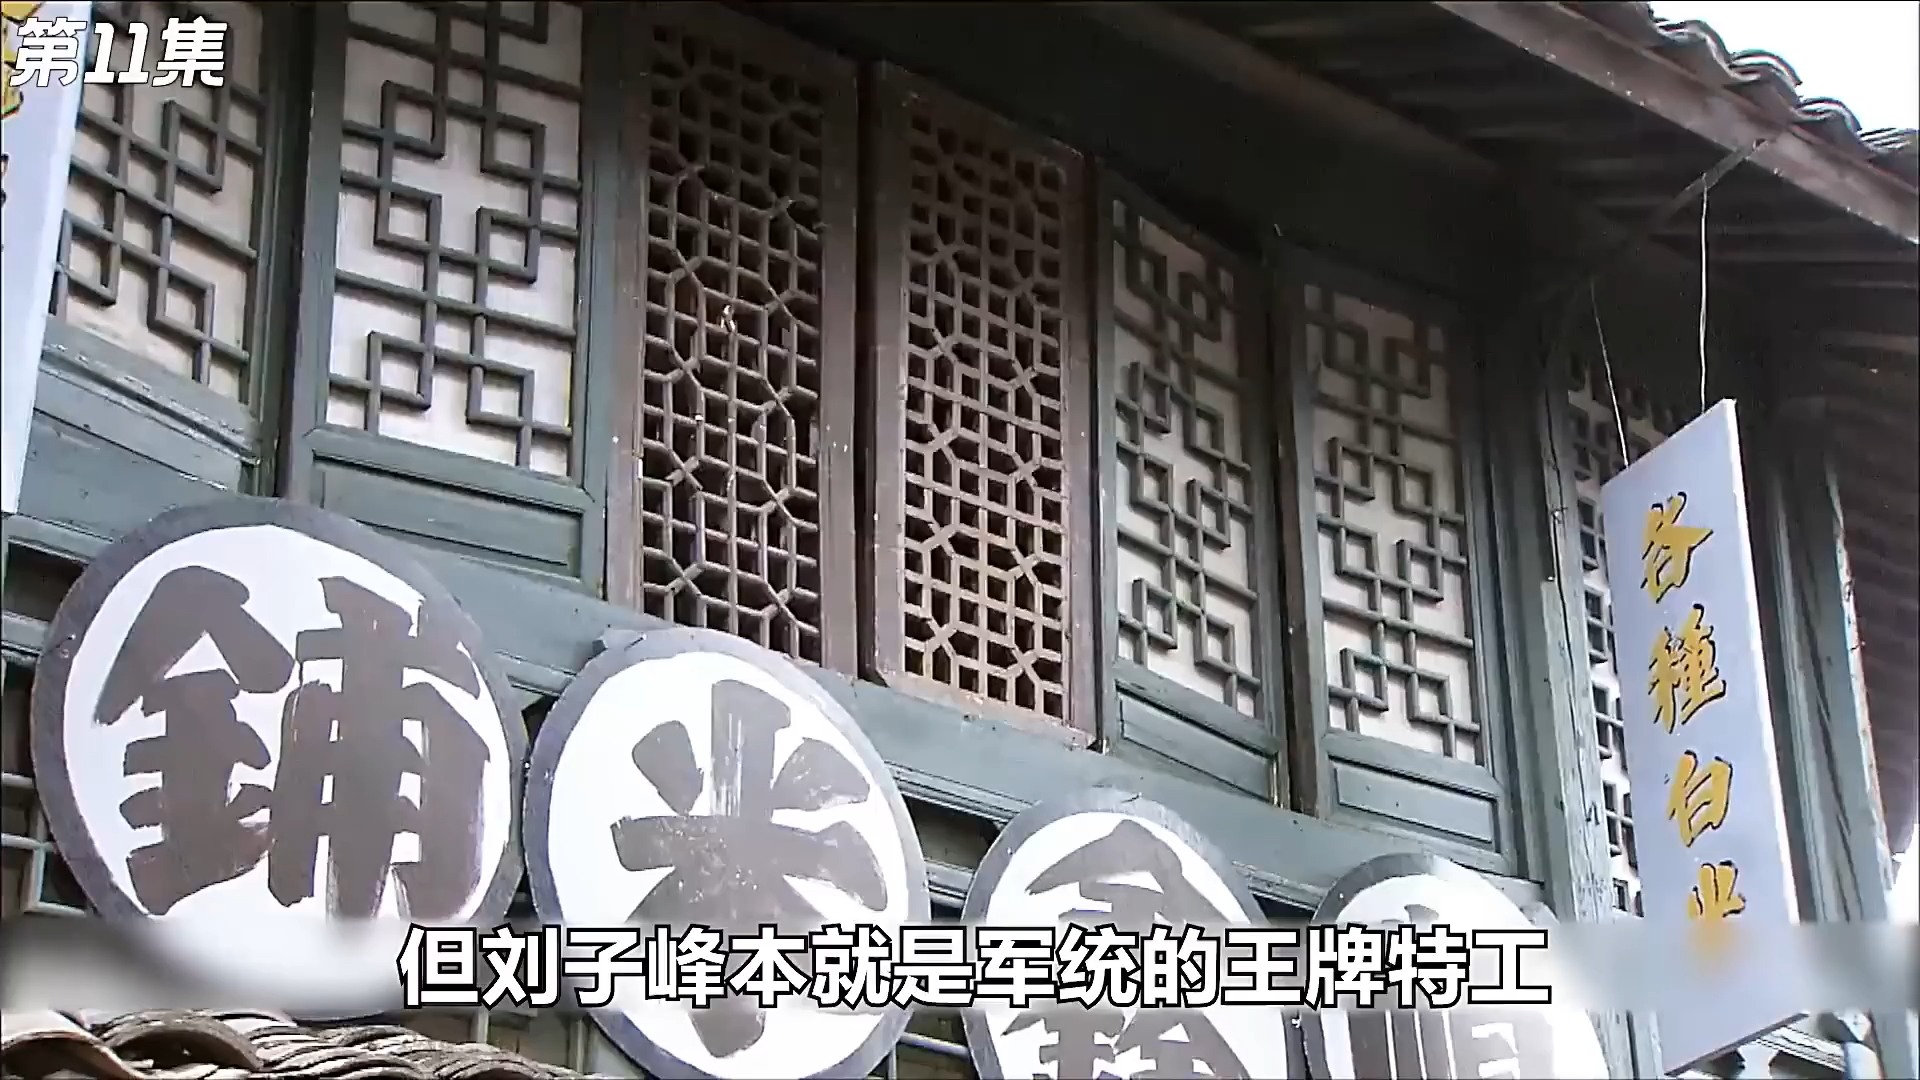 第11集
鋪
米
各種白米
但刘子峰本就是军统的王牌特工